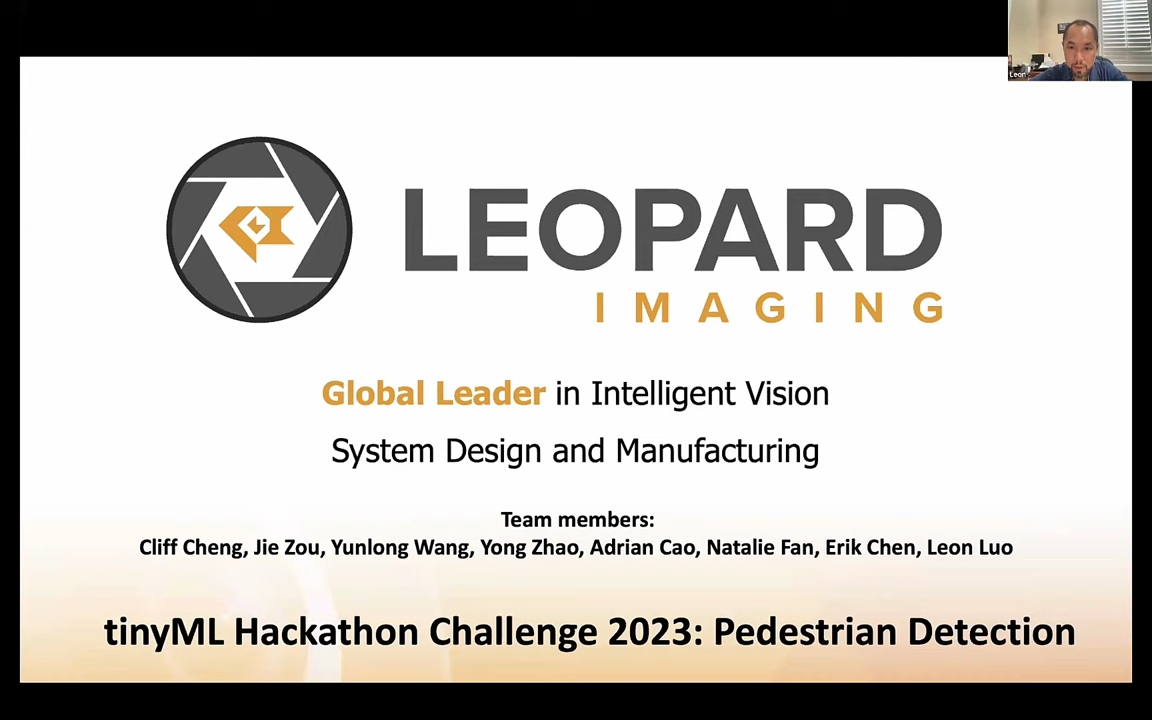 Leon
LEOPARD
IMAGING
Global Leader in Intelligent Vision
System Design and Manufacturing
Team members:
Cliff Cheng, Jie Zou, Yunlong Wang, Yong Zhao, Adrian Cao, Natalie Fan, Erik Chen, Leon Luo
tinyML Hackathon Challenge 2023: Pedestrian Detection